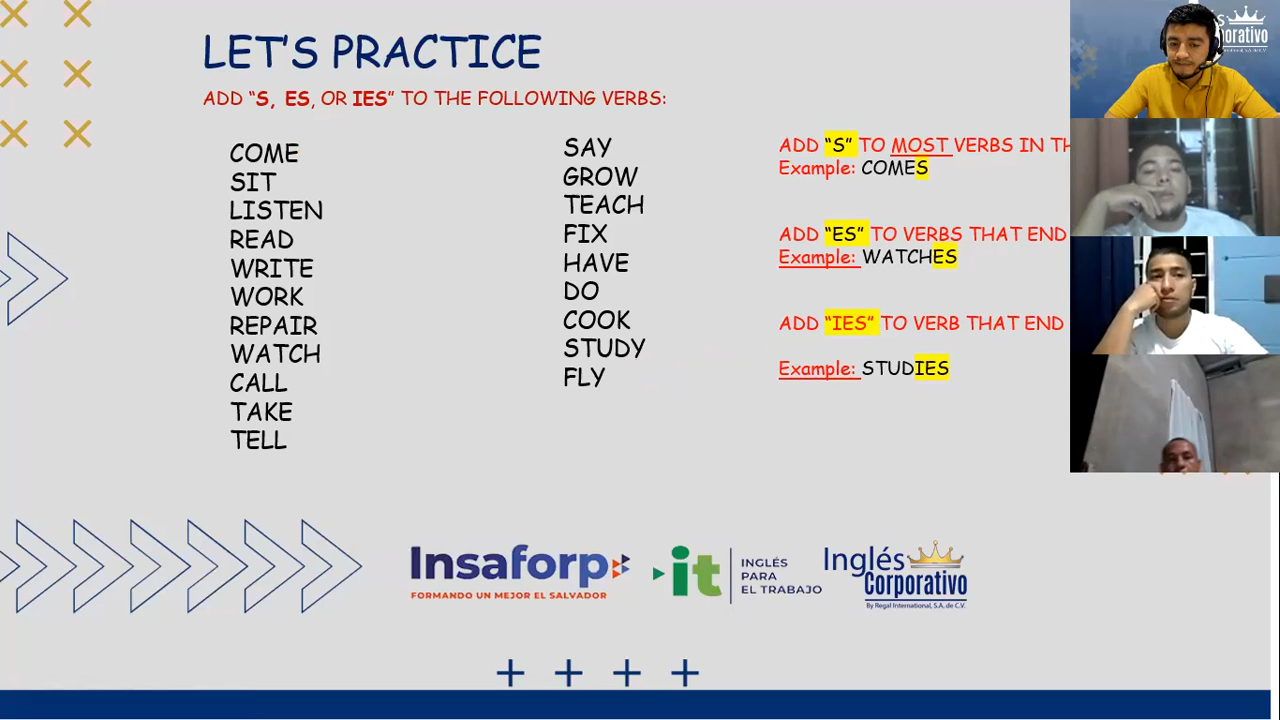 LET'S PRACTICE
ADD “S, ES, OR IES” TO THE FOLLOWING VERBS:
COME
SIT
LISTEN
READ
WRITE
WORK
REPAIR
WATCH
CALL
TAKE
TELL
SAY
GROW
TEACH
FIX
HAVE
DO
COOK
STUDY
FLY
ADD “S” TO MOST VERBS IN
Example: COMES
ADD “ES” TO VERBS THAT END
Example: WATCHES
ADD “IES” TO VERB THAT END
Example: STUDIES
Insaforp
FORMANDO UN MEJOR EL SALVADOR
it
INGLÉS
PARA
EL TRABAJO
Inglés
Corporativo
By Regal International, S.A. de C.V.